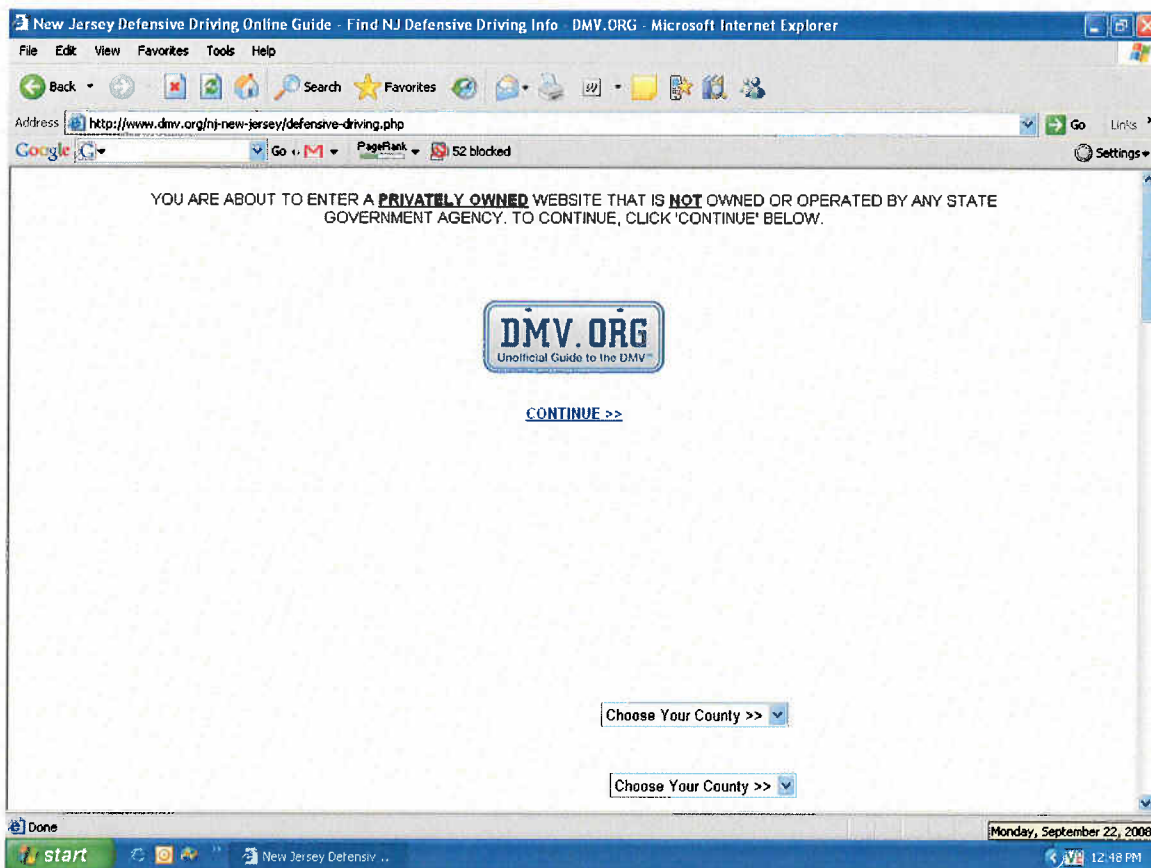 New Jersey Defensive Driving Online Guide - Find NJ Defensive Driving Info - DMV.ORG - Microsoft Internet Explorer
File Edit View Favorites Tools Help
Back Search Favorites
Address http://www.dmv.org/nj-new-jersey/defensive-driving.php Go Links »
Google G Go PageRank 52 blocked Settings
YOU ARE ABOUT TO ENTER A PRIVATELY OWNED WEBSITE THAT IS NOT OWNED OR OPERATED BY ANY STATE
GOVERNMENT AGENCY. TO CONTINUE, CLICK 'CONTINUE' BELOW.
DMV.ORG
Unofficial Guide to the DMV
CONTINUE >>
Choose Your County >>
Choose Your County >>
Done
Monday, September 22, 2008
start New Jersey Defensiv ... 12:48 PM